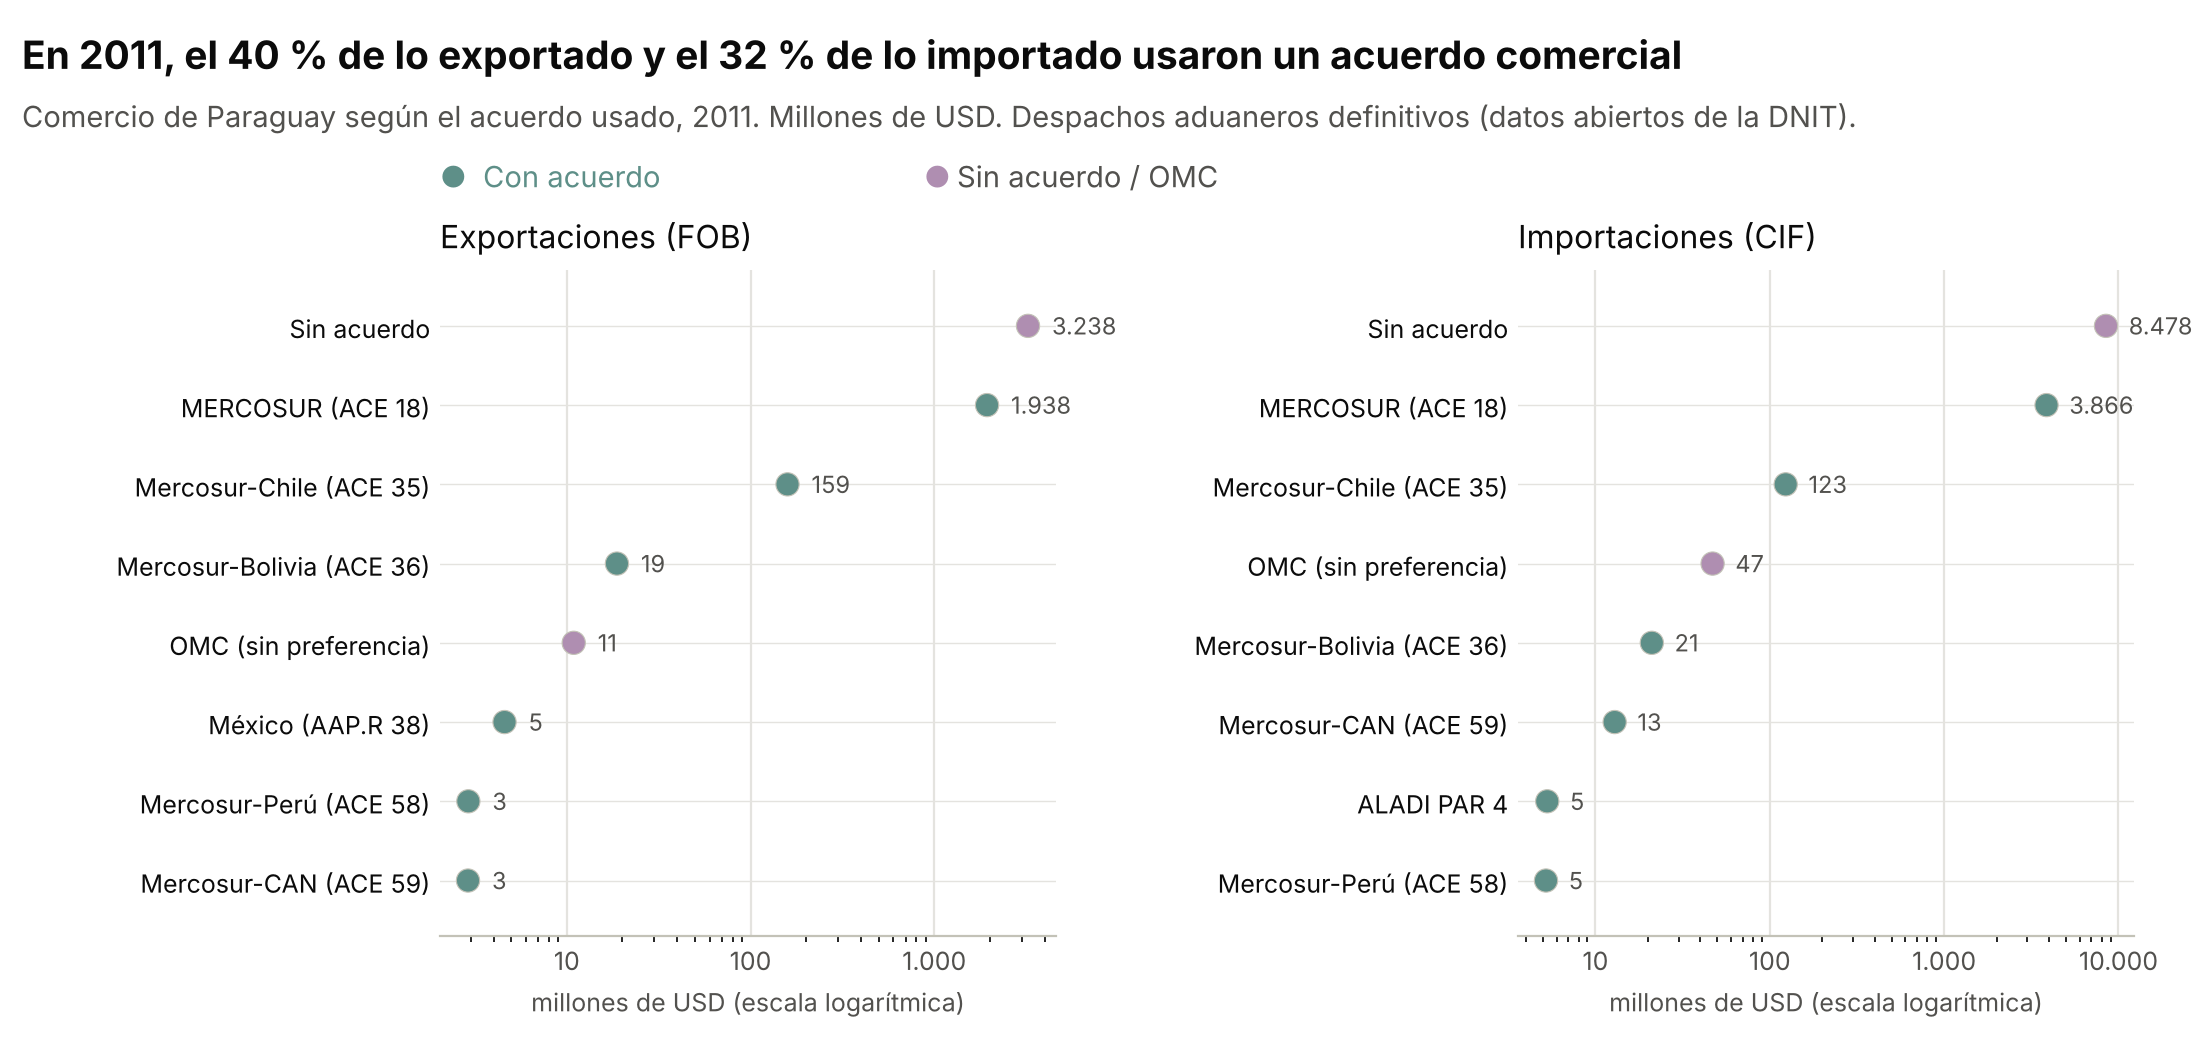 En 2011, el 40 % de lo exportado y el 32 % de lo importado usaron un acuerdo comercial
Comercio de Paraguay según el acuerdo usado, 2011. Millones de USD. Despachos aduaneros definitivos (datos abiertos de la DNIT).
Con acuerdo
Sin acuerdo / OMC
Exportaciones (FOB)
Sin acuerdo 3.238
MERCOSUR (ACE 18) 1.938
Mercosur-Chile (ACE 35) 159
Mercosur-Bolivia (ACE 36) 19
OMC (sin preferencia) 11
México (AAP.R 38) 5
Mercosur-Perú (ACE 58) 3
Mercosur-CAN (ACE 59) 3
10 100 1.000
millones de USD (escala logarítmica)
Importaciones (CIF)
Sin acuerdo 8.478
MERCOSUR (ACE 18) 3.866
Mercosur-Chile (ACE 35) 123
OMC (sin preferencia) 47
Mercosur-Bolivia (ACE 36) 21
Mercosur-CAN (ACE 59) 13
ALADI PAR 4 5
Mercosur-Perú (ACE 58) 5
10 100 1.000 10.000
millones de USD (escala logarítmica)